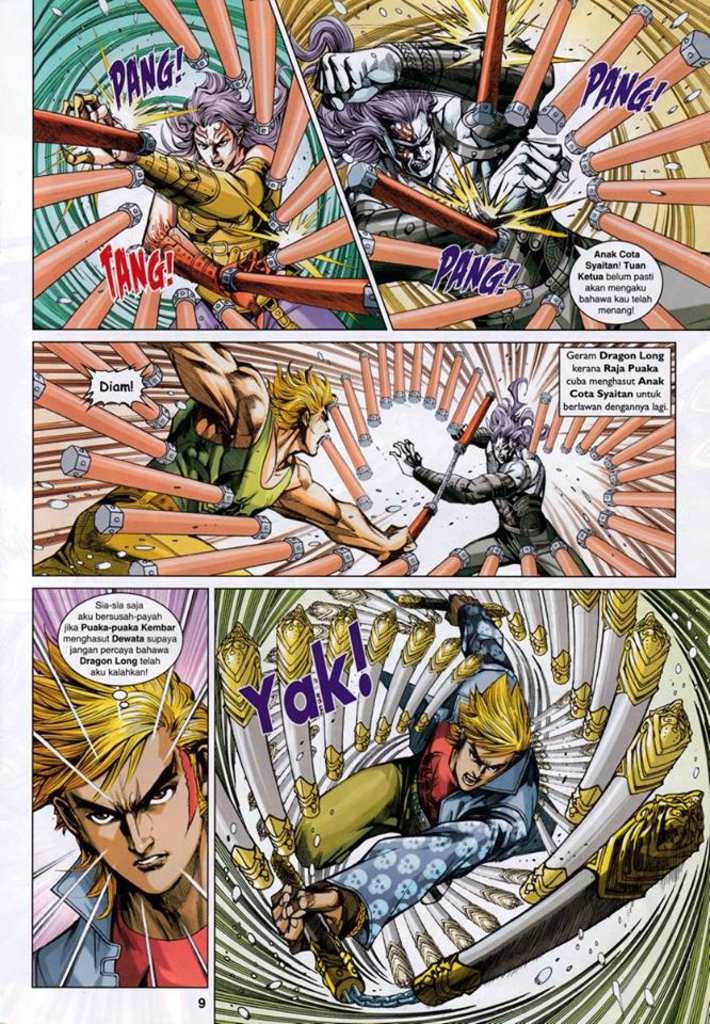 PANG!
TANG!
PANG!
PANG!
Anak Cota
Syaitan! Tuan
Ketua belum pasti
akan mengaku
bahawa kau telah
menang!
Diam!
Geram Dragon Long
kerana Raja Puaka
cuba menghasut Anak
Cota Syaitan untuk
berlawan dengannya lagi.
Sia-sia saja
aku bersusah-payah
jika Puaka-puaka Kembar
menghasut Dewata supaya
jangan percaya bahawa
Dragon Long telah
aku kalahkan!
Yak!
9